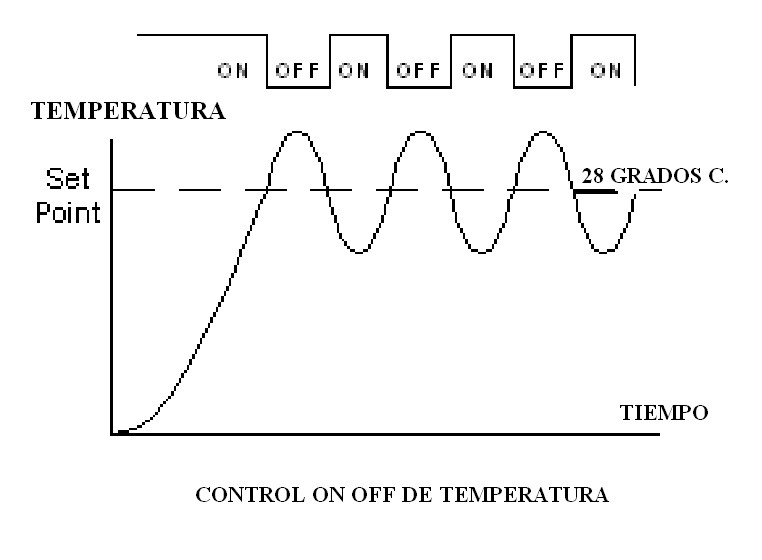 ON OFF ON OFF ON OFF ON
TEMPERATURA
Set
Point
28 GRADOS C.
TIEMPO
CONTROL ON OFF DE TEMPERATURA